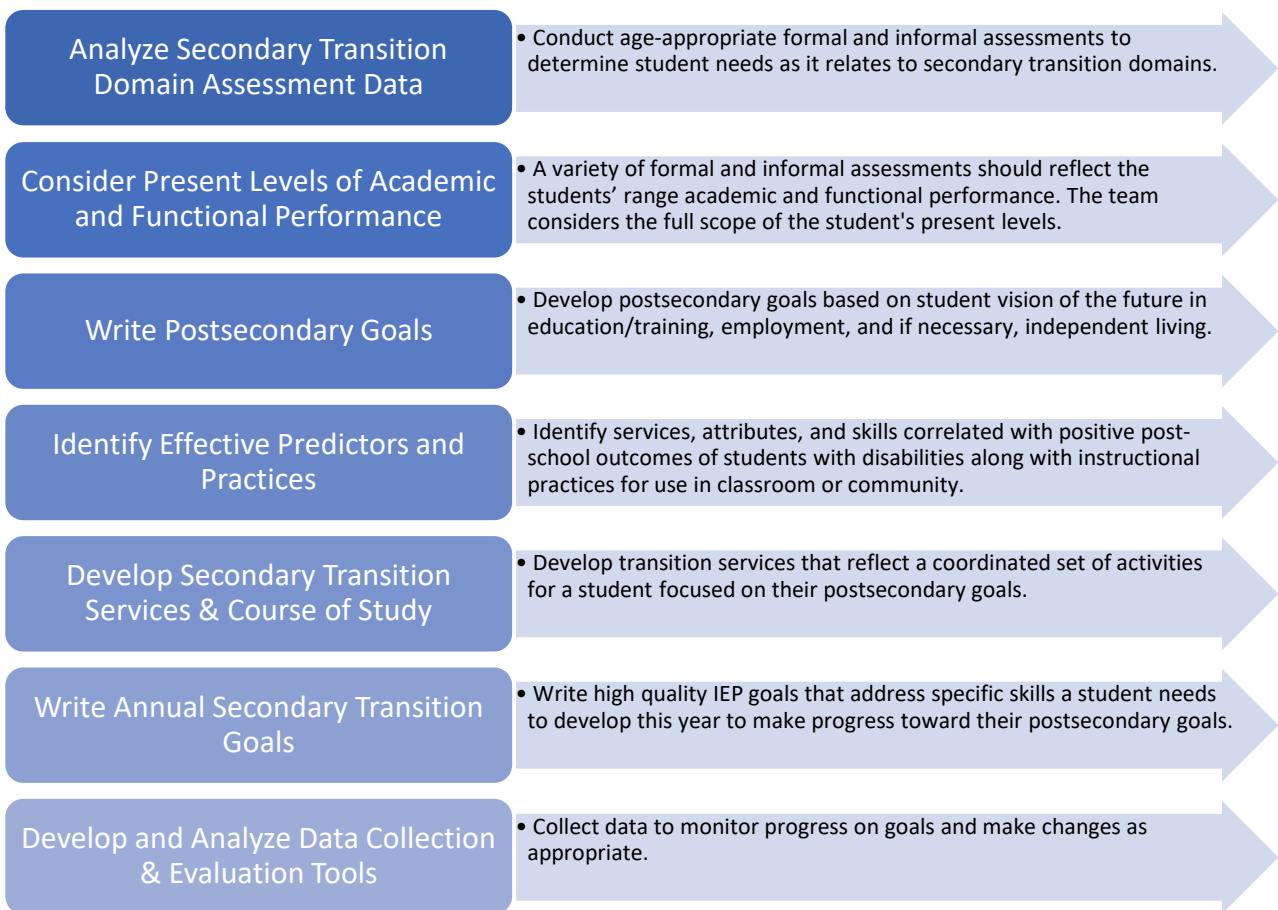 Analyze Secondary Transition
Domain Assessment Data
• Conduct age-appropriate formal and informal assessments to
determine student needs as it relates to secondary transition domains.
Consider Present Levels of Academic
and Functional Performance
• A variety of formal and informal assessments should reflect the
students’ range academic and functional performance. The team
considers the full scope of the student's present levels.
Write Postsecondary Goals
• Develop postsecondary goals based on student vision of the future in
education/training, employment, and if necessary, independent living.
Identify Effective Predictors and
Practices
• Identify services, attributes, and skills correlated with positive post-
school outcomes of students with disabilities along with instructional
practices for use in classroom or community.
Develop Secondary Transition
Services & Course of Study
• Develop transition services that reflect a coordinated set of activities
for a student focused on their postsecondary goals.
Write Annual Secondary Transition
Goals
• Write high quality IEP goals that address specific skills a student needs
to develop this year to make progress toward their postsecondary goals.
Develop and Analyze Data Collection
& Evaluation Tools
• Collect data to monitor progress on goals and make changes as
appropriate.